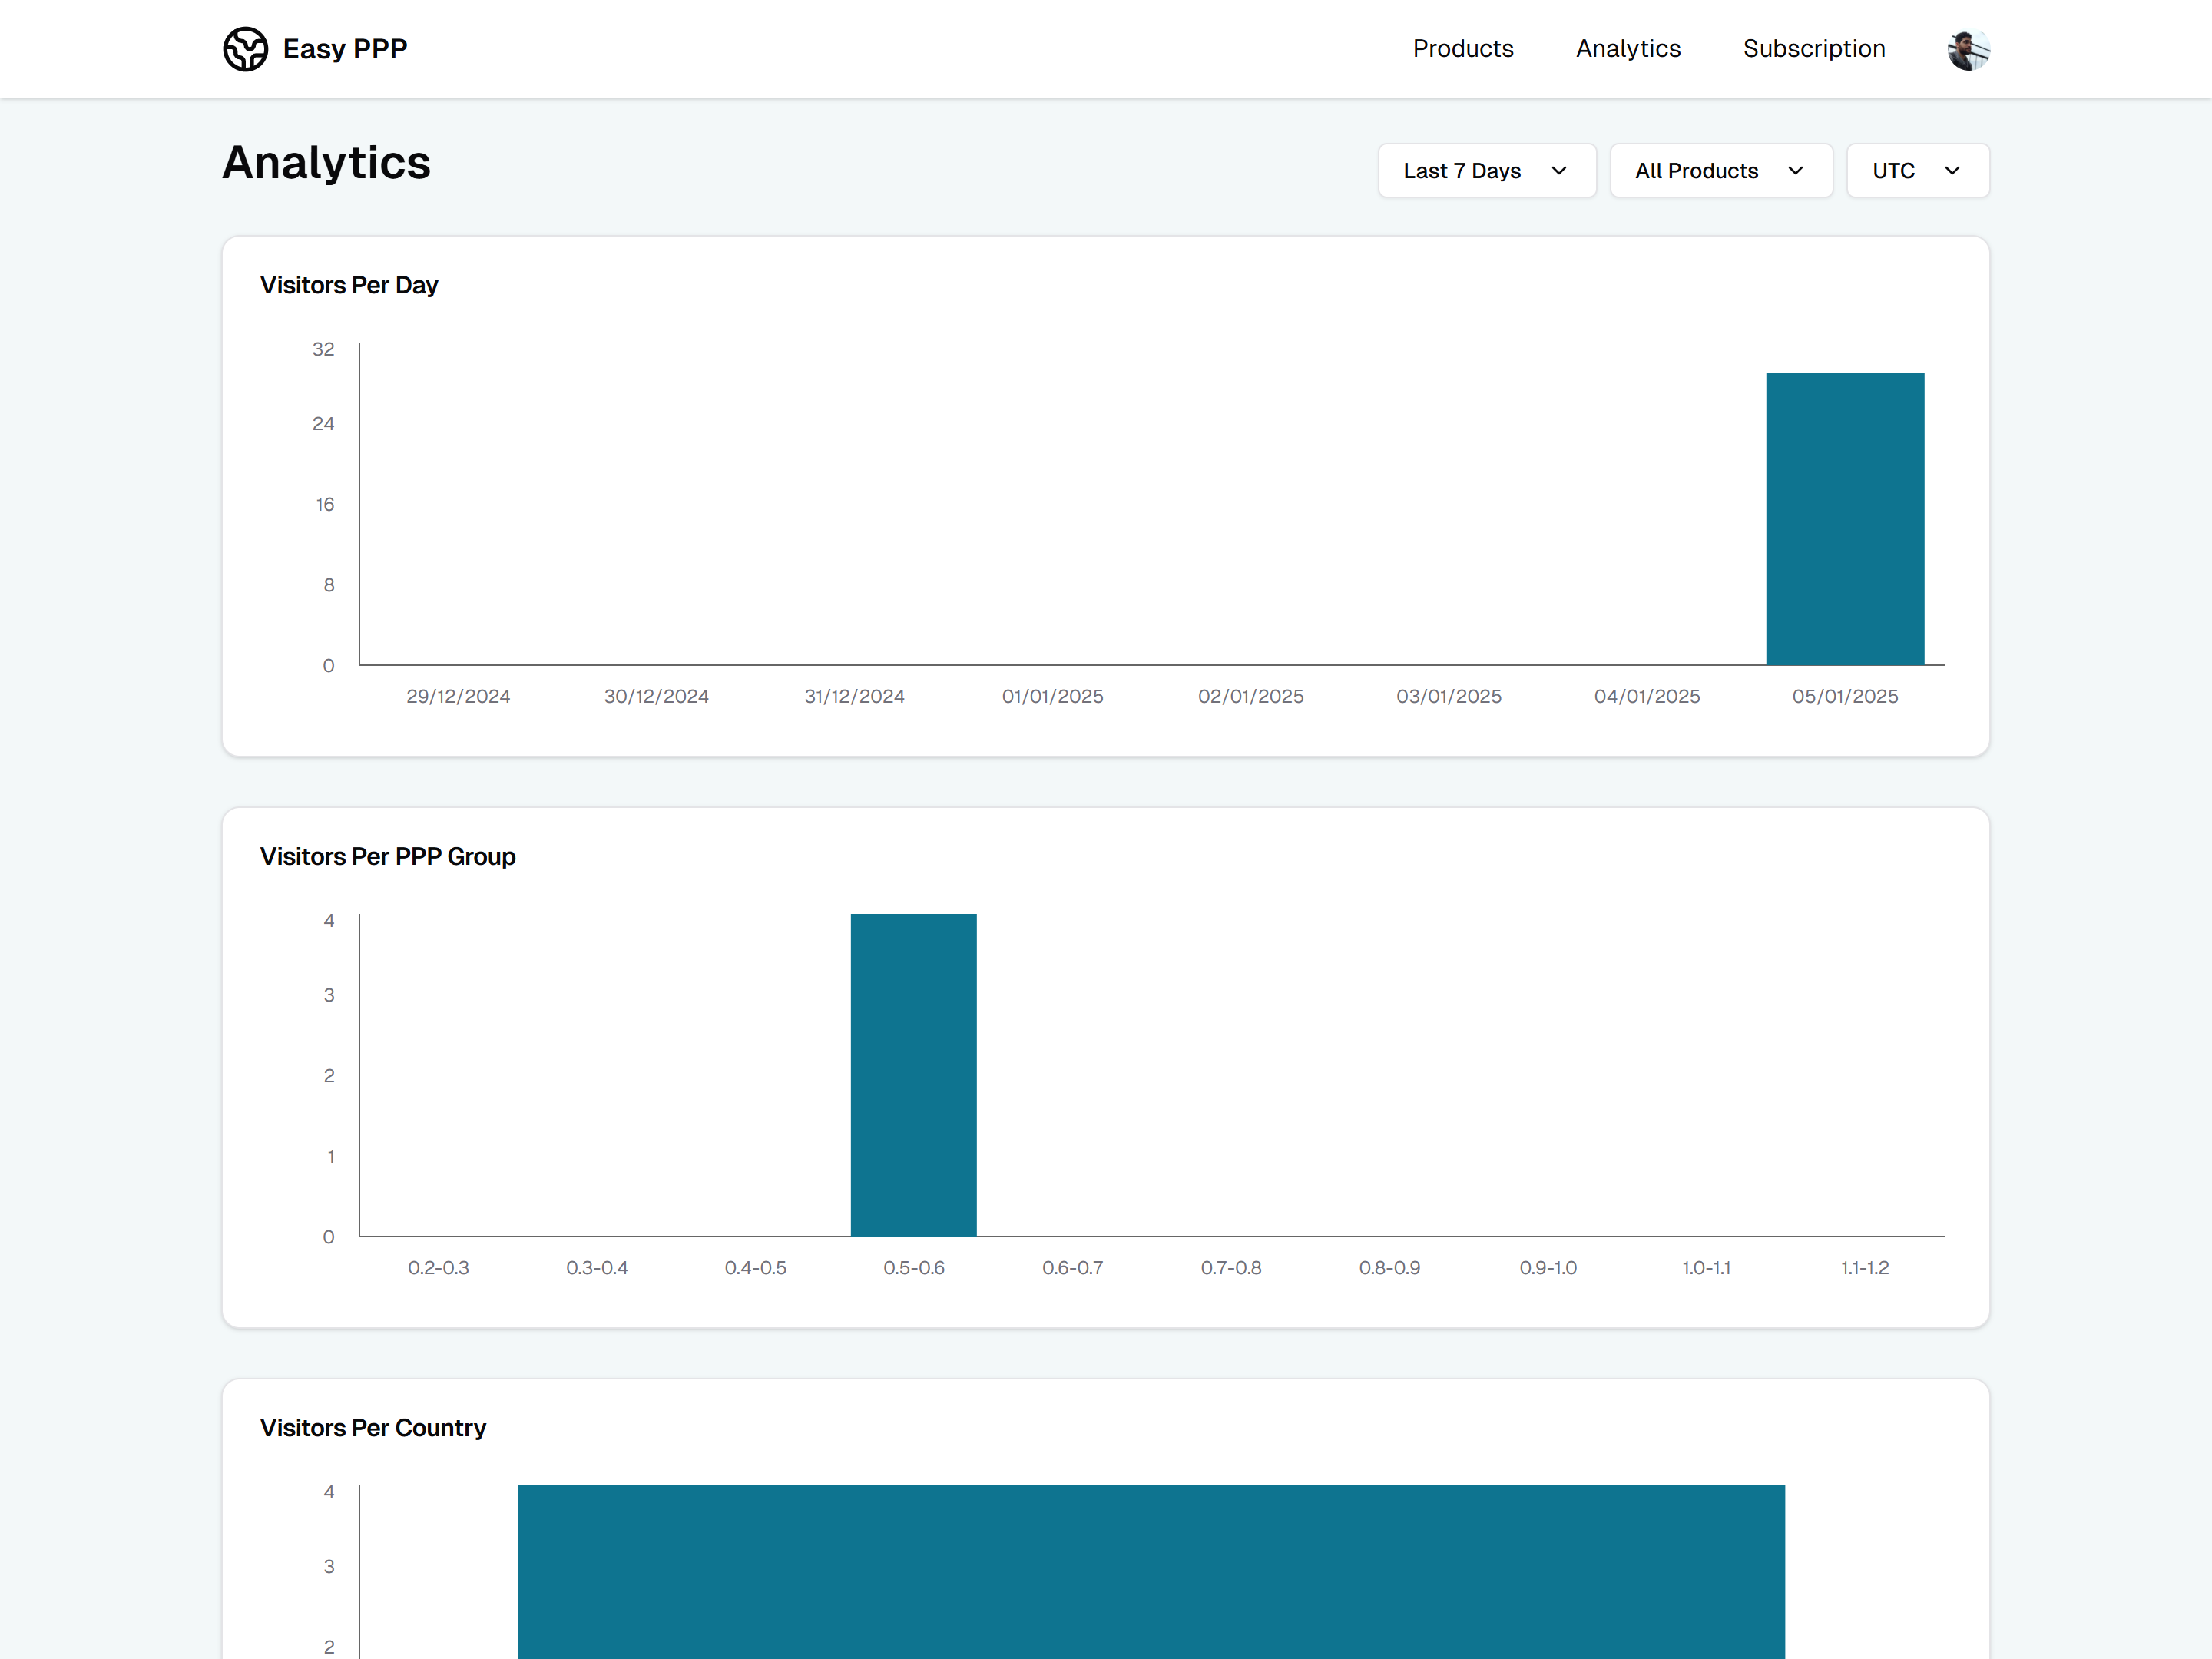 Easy PPP
Products Analytics Subscription
Analytics
Last 7 Days All Products UTC
Visitors Per Day
32
24
16
8
0
29/12/2024 30/12/2024 31/12/2024 01/01/2025 02/01/2025 03/01/2025 04/01/2025 05/01/2025
Visitors Per PPP Group
4
3
2
1
0
0.2-0.3 0.3-0.4 0.4-0.5 0.5-0.6 0.6-0.7 0.7-0.8 0.8-0.9 0.9-1.0 1.0-1.1 1.1-1.2
Visitors Per Country
4
3
2